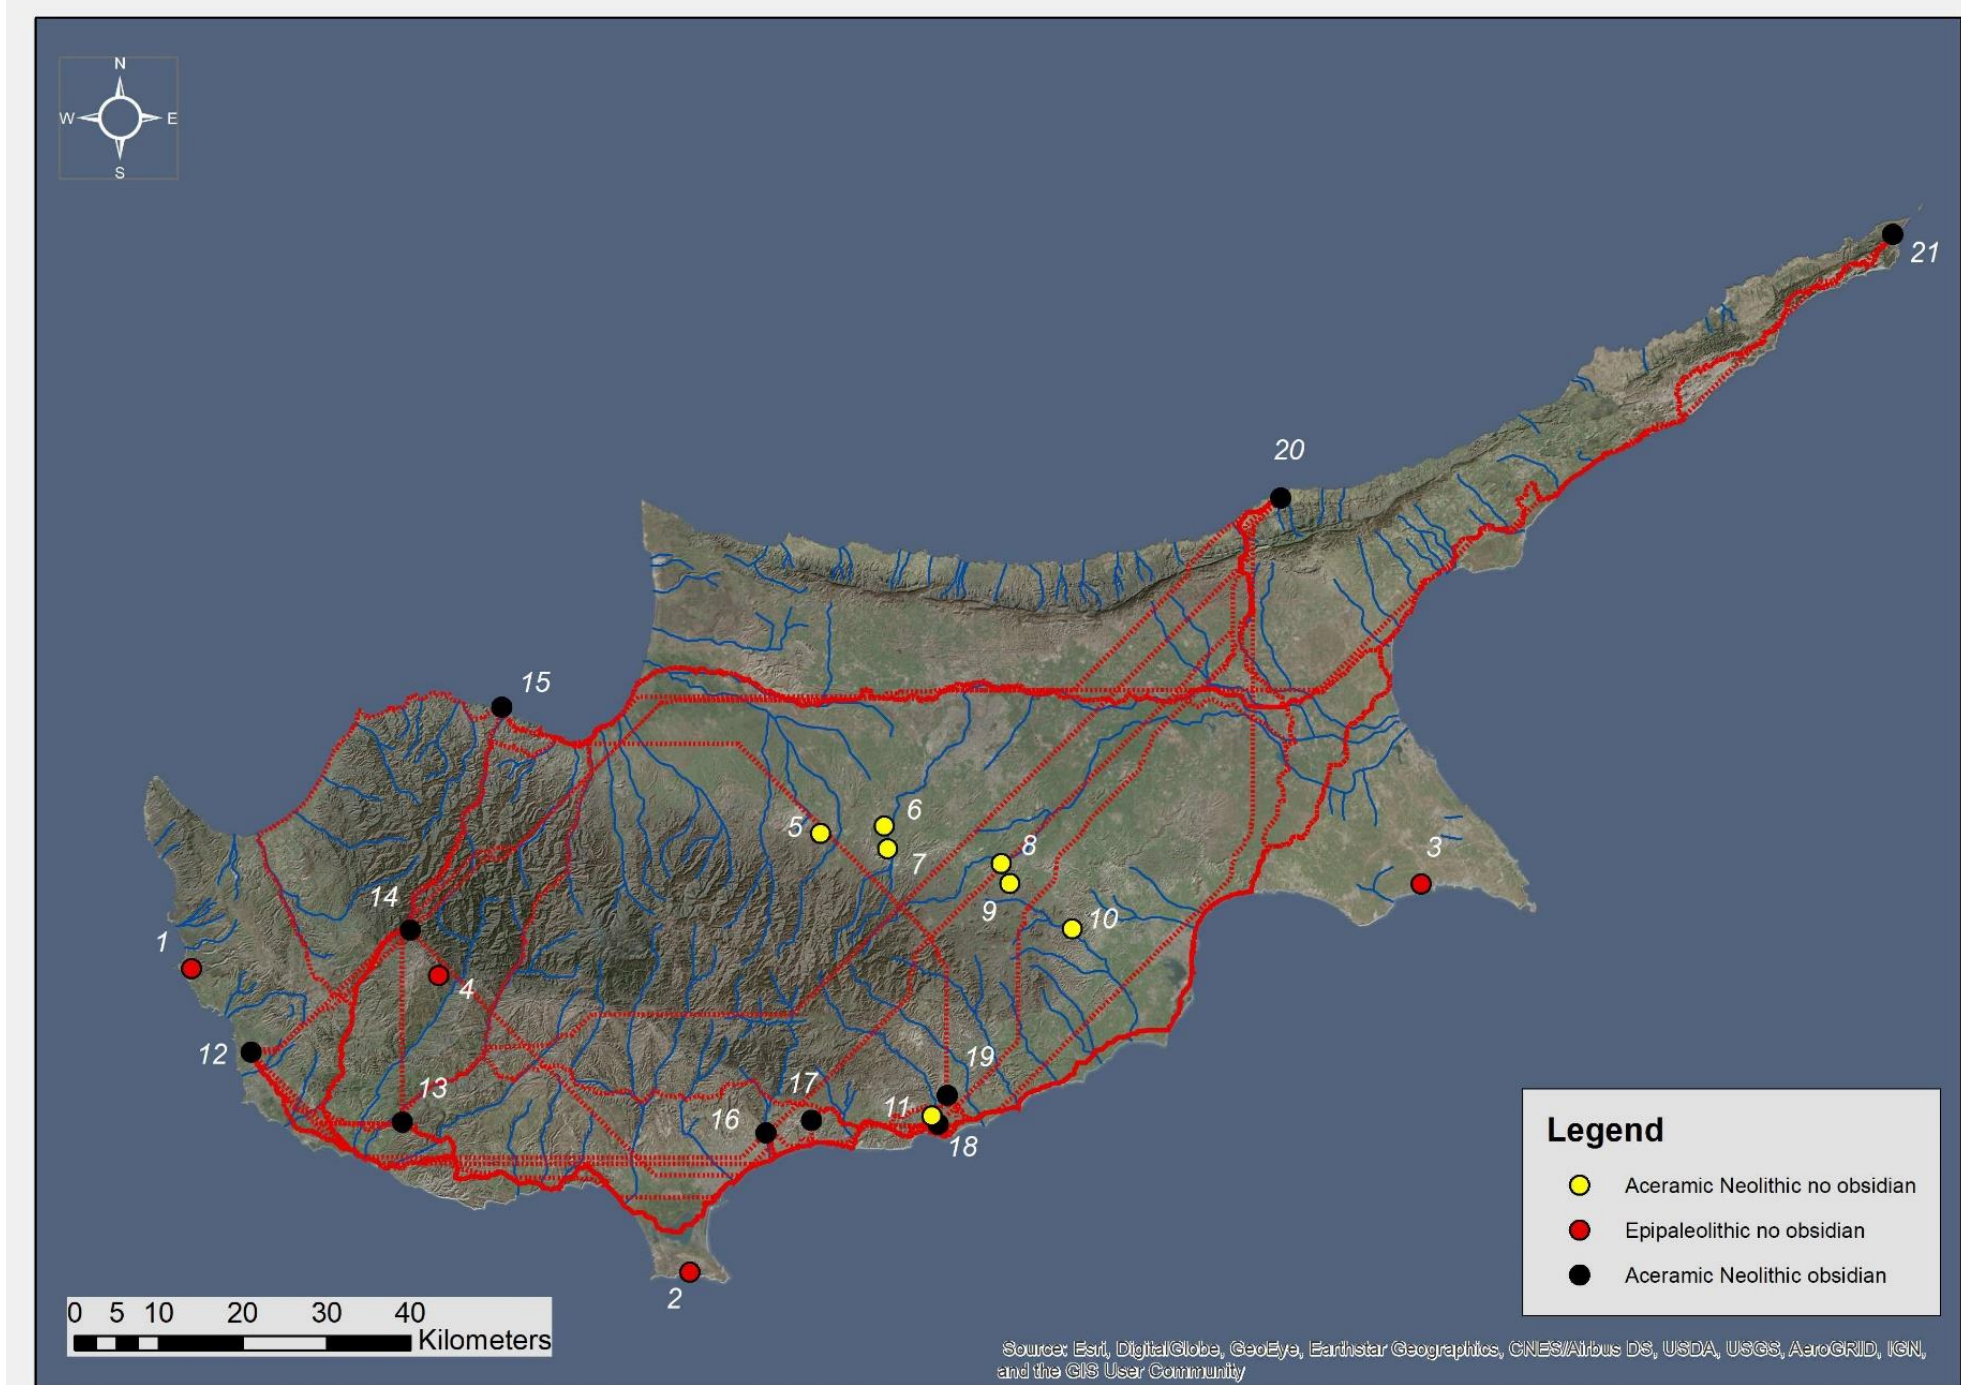 N
W E
S
21
20
15
6
5
8
3
7
14
9
10
1
4
12
19
13
17
16
11
18
2
Legend
Aceramic Neolithic no obsidian
Epipaleolithic no obsidian
Aceramic Neolithic obsidian
0 5 10 20 30 40
Kilometers
Source: Esri, DigitalGlobe, GeoEye, Earthstar Geographics, CNES/Airbus DS, USDA, USGS, AeroGRID, IGN,
and the GIS User Community